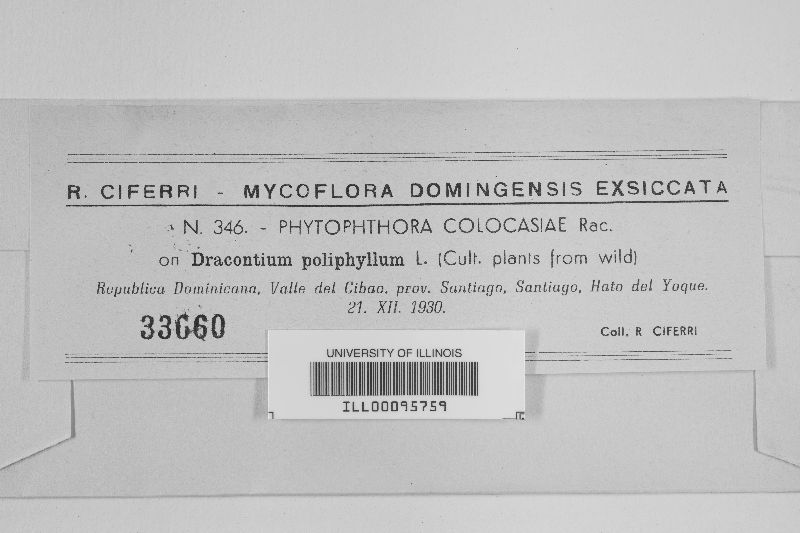 R. CIFERRI - MYCOFLORA DOMINGENSIS EXSICCATA
N. 346. - PHYTOPHTHORA COLOCASIAE Rac.
on Dracontium poliphyllum L. (Cult. plants from wild)
Republica Dominicana, Valle del Cibao, prov. Santiago, Santiago, Hato del Yaque.
21. XII. 1930.
33660
Coll. R CIFERRI
UNIVERSITY OF ILLINOIS
ILL00095759